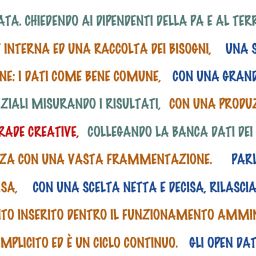 ATA. CHIEDENDO AI DIPENDENTI DELLA PA E AL TERR
INTERNA ED UNA RACCOLTA DEI BISOGNI, UNA S
NE: I DATI COME BENE COMUNE, CON UNA GRAND
ZIALI MISURANDO I RISULTATI, CON UNA PRODUZ
RADE CREATIVE, COLLEGANDO LA BANCA DATI DEI
ZA CON UNA VASTA FRAMMENTAZIONE. PARL
SA, CON UNA SCELTA NETTA E DECISA, RILASCIA
TO INSERITO DENTRO IL FUNZIONAMENTO AMMIN
MPLICITO ED È UN CICLO CONTINUO. GLI OPEN DAT